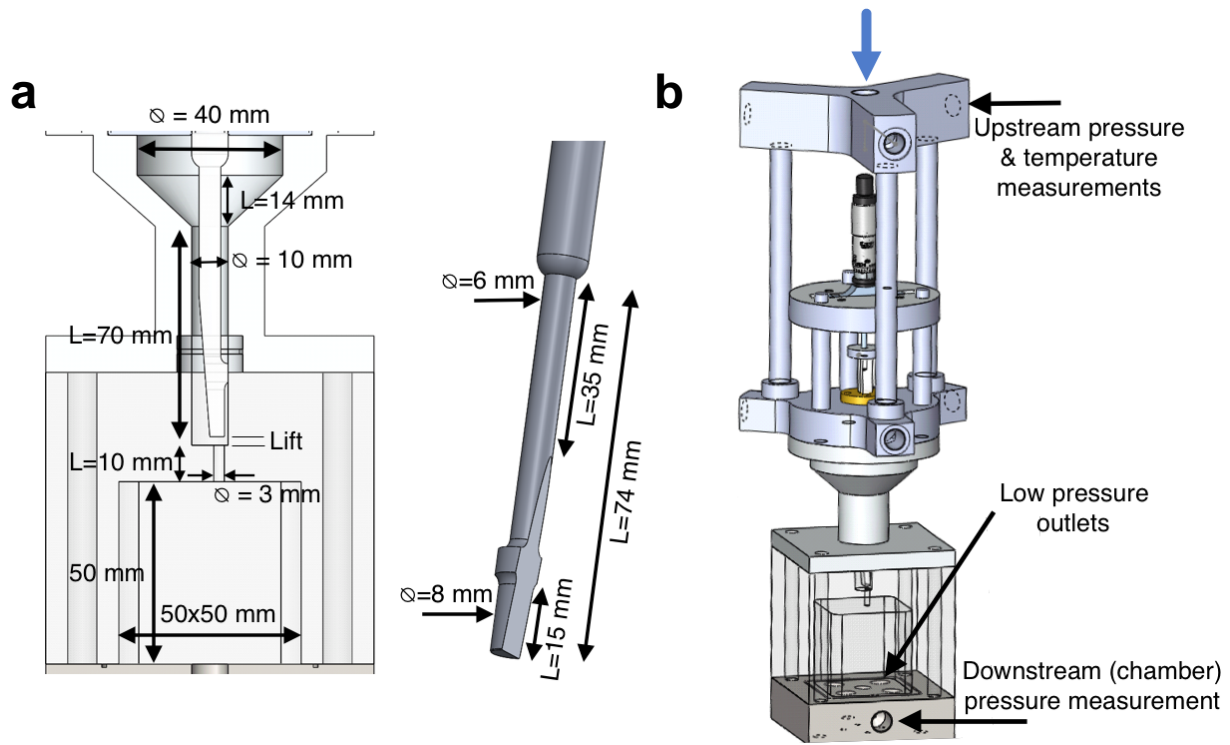 a
⌀ = 40 mm
L=14 mm
⌀ = 10 mm
L=70 mm
Lift
L=10 mm
⌀ = 3 mm
50 mm
50x50 mm
⌀=6 mm
L=35 mm
L=74 mm
⌀=8 mm
L=15 mm
b
Upstream pressure
& temperature
measurements
Low pressure
outlets
Downstream (chamber)
pressure measurement